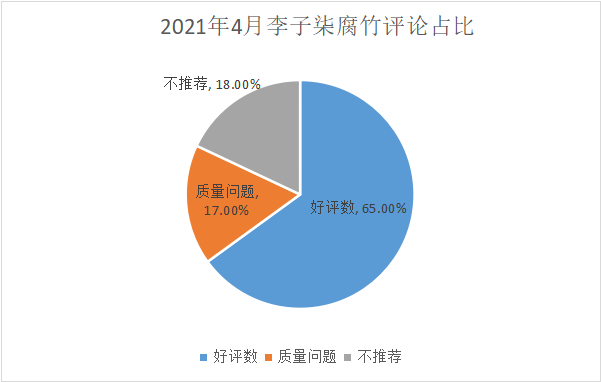 2021年4月李子柒腐竹评论占比
不推荐, 18.00%
质量问题,
17.00%
好评数, 65.00%
好评数 质量问题 不推荐